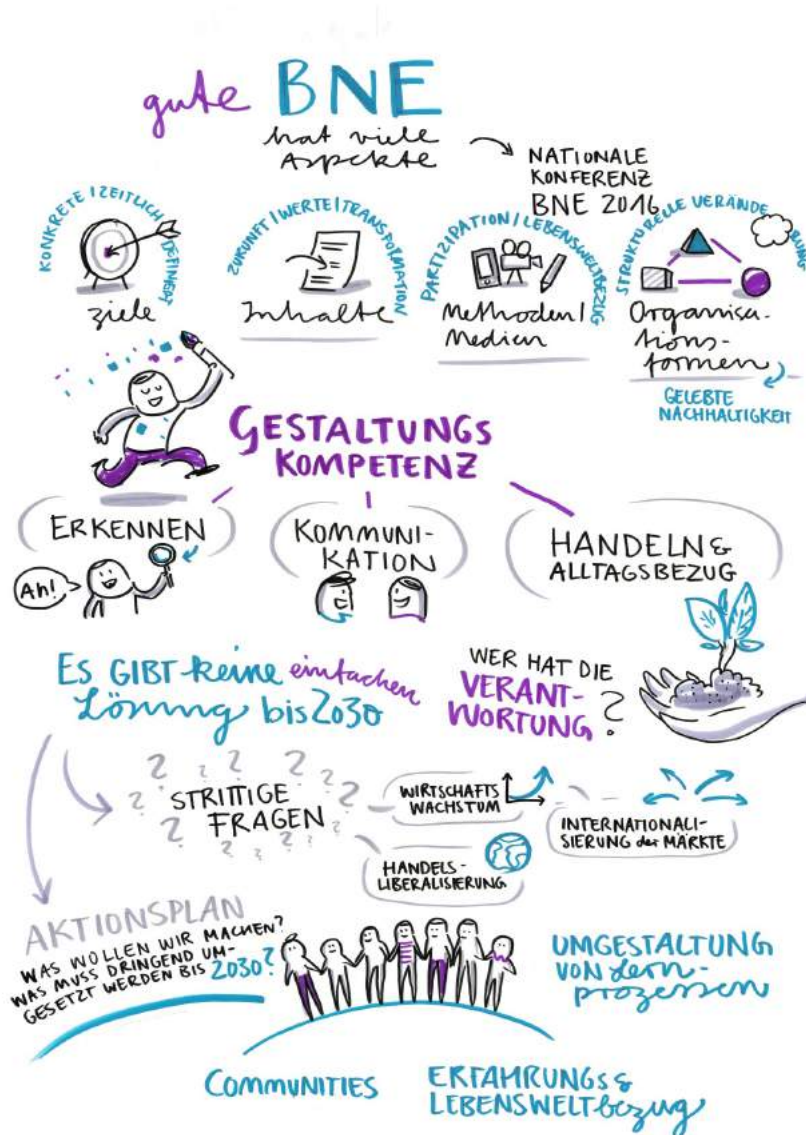 gute BNE
hat viele
Aspekte
NATIONALE
KONFERENZ
BNE 2016
KONKRETE | ZEITLICH DEFINIERT
Ziele
ZUKUNFT | WERTE | TRANSFORMATION
Inhalte
PARTIZIPATION | LEBENSWELTBEZUG
Methoden |
Medien
STRUKTURELLE VERÄNDE
RUNG
Organisa-
tions-
formen
GELEBTE
NACHHALTIGKEIT
GESTALTUNGS
KOMPETENZ
ERKENNEN
Ah!
KOMMUNI-
KATION
HANDELN &
ALLTAGSBEZUG
ES GIBT keine einfachen
Lösung bis 2030
WER HAT DIE
VERANT-
WORTUNG?
STRITTIGE
FRAGEN
WIRTSCHAFTS
WACHSTUM
INTERNATIONALI-
SIERUNG der MÄRKTE
HANDELS-
LIBERALISIERUNG
AKTIONSPLAN
WAS WOLLEN WIR MACHEN?
WAS MUSS DRINGEND UM-
GESETZT WERDEN BIS 2030?
UMGESTALTUNG
VON Lern-
prozessen
COMMUNITIES
ERFAHRUNGS &
LEBENSWELTbezug